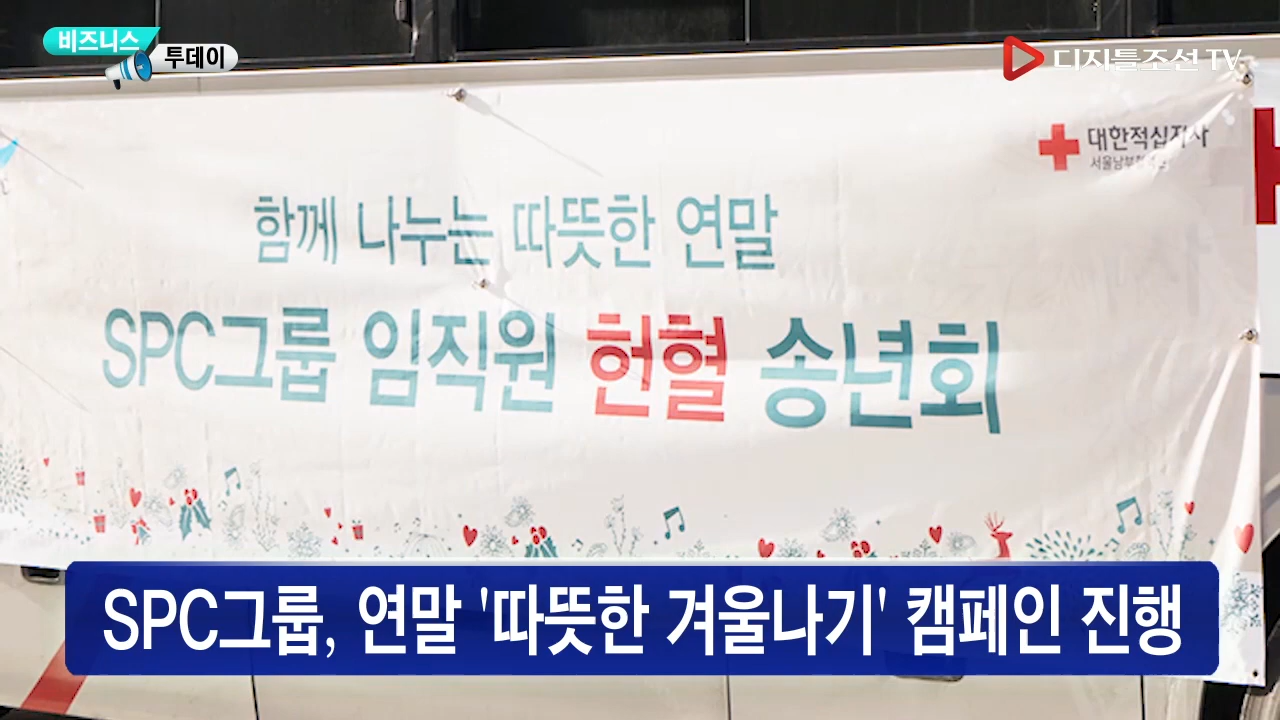 비즈니스
투데이
디지틀조선 TV
대한적십자사
함께 나누는 따뜻한 연말
SPC그룹 임직원 헌혈 송년회
SPC그룹, 연말 '따뜻한 겨울나기' 캠페인 진행